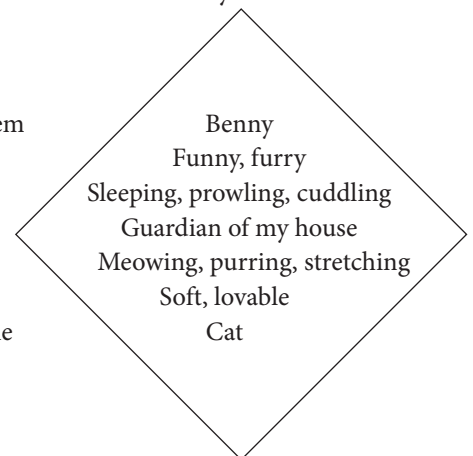 Benny
Funny, furry
Sleeping, prowling, cuddling
Guardian of my house
Meowing, purring, stretching
Soft, lovable
Cat